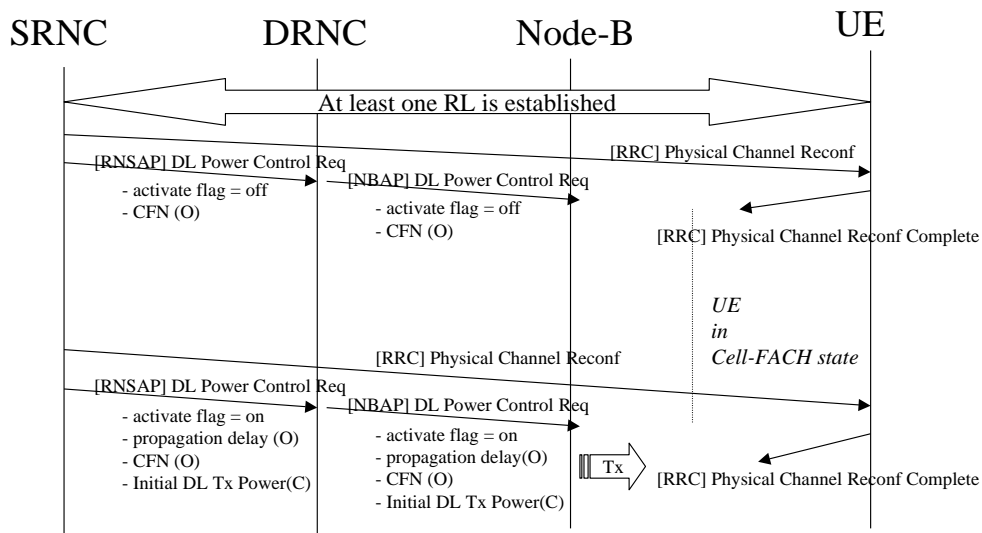 SRNC DRNC Node-B UE
At least one RL is established
[RRC] Physical Channel Reconf
[RNSAP] DL Power Control Req
- activate flag = off
- CFN (O)
[NBAP] DL Power Control Req
- activate flag = off
- CFN (O)
[RRC] Physical Channel Reconf Complete
UE
in
Cell-FACH state
[RRC] Physical Channel Reconf
[RNSAP] DL Power Control Req
- activate flag = on
- propagation delay (O)
- CFN (O)
- Initial DL Tx Power(C)
[NBAP] DL Power Control Req
- activate flag = on
- propagation delay(O)
- CFN (O)
- Initial DL Tx Power(C)
Tx
[RRC] Physical Channel Reconf Complete